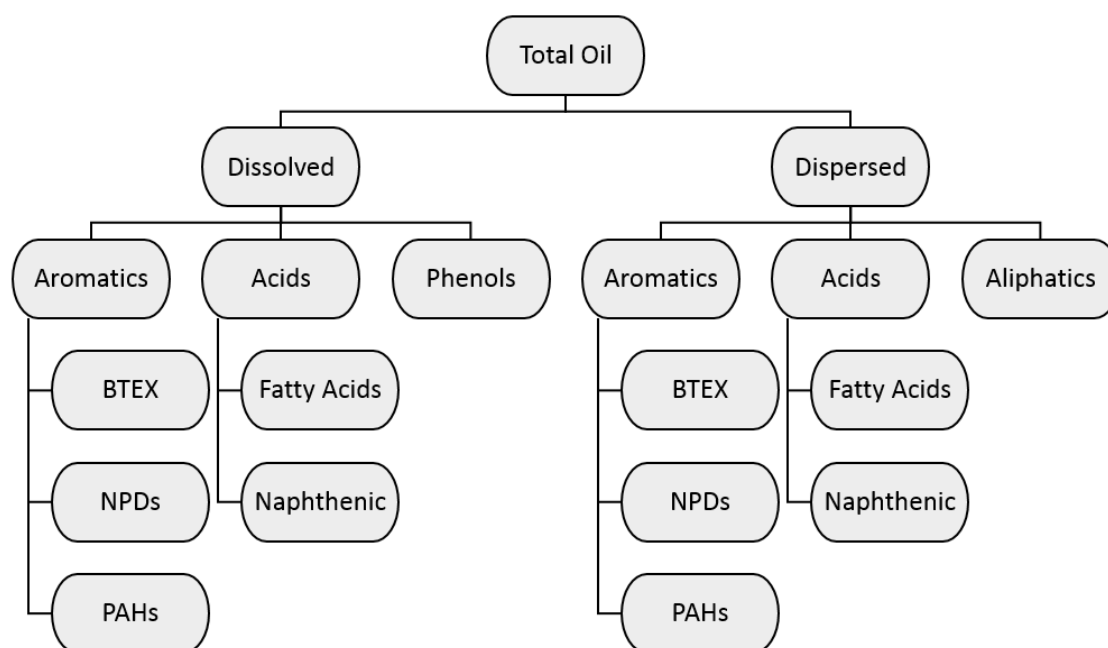 Total Oil
Dissolved
Dispersed
Aromatics
Acids
Phenols
Aromatics
Acids
Aliphatics
BTEX
Fatty Acids
BTEX
Fatty Acids
NPDs
Naphthenic
NPDs
Naphthenic
PAHs
PAHs